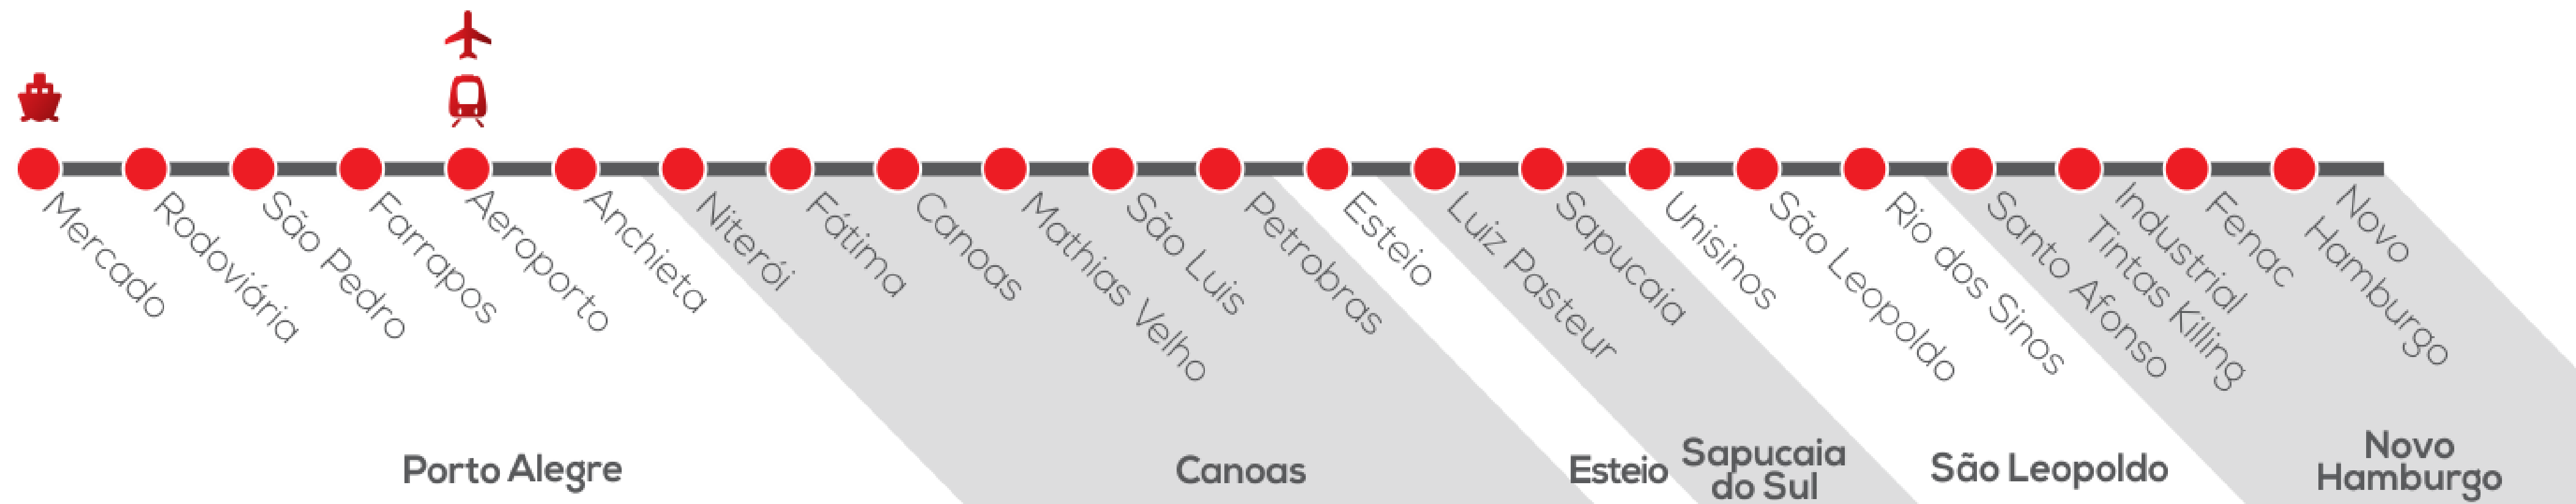 Mercado
Rodoviária
São Pedro
Farrapos
Aeroporto
Anchieta
Niterói
Fátima
Canoas
Mathias Velho
São Luis
Petrobras
Esteio
Luiz Pasteur
Sapucaia
Unisinos
São Leopoldo
Rio dos Sinos
Santo Afonso
Industrial
Tintas Killing
Fenac
Novo
Hamburgo
Porto Alegre
Canoas
Esteio
Sapucaia
do Sul
São Leopoldo
Novo
Hamburgo